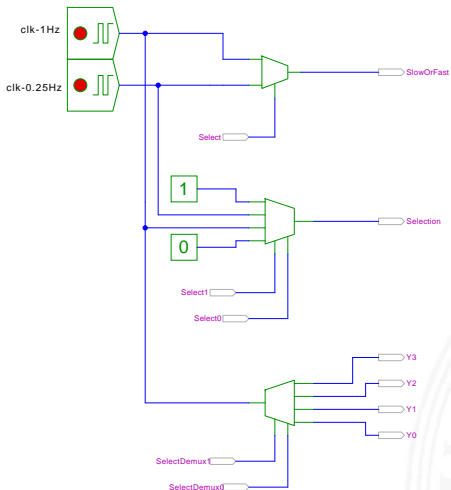 clk-1Hz
clk-0.25Hz
SlowOrFast
Select
1
Selection
0
Select1
Select0
Y3
Y2
Y1
Y0
SelectDemux1
SelectDemux0